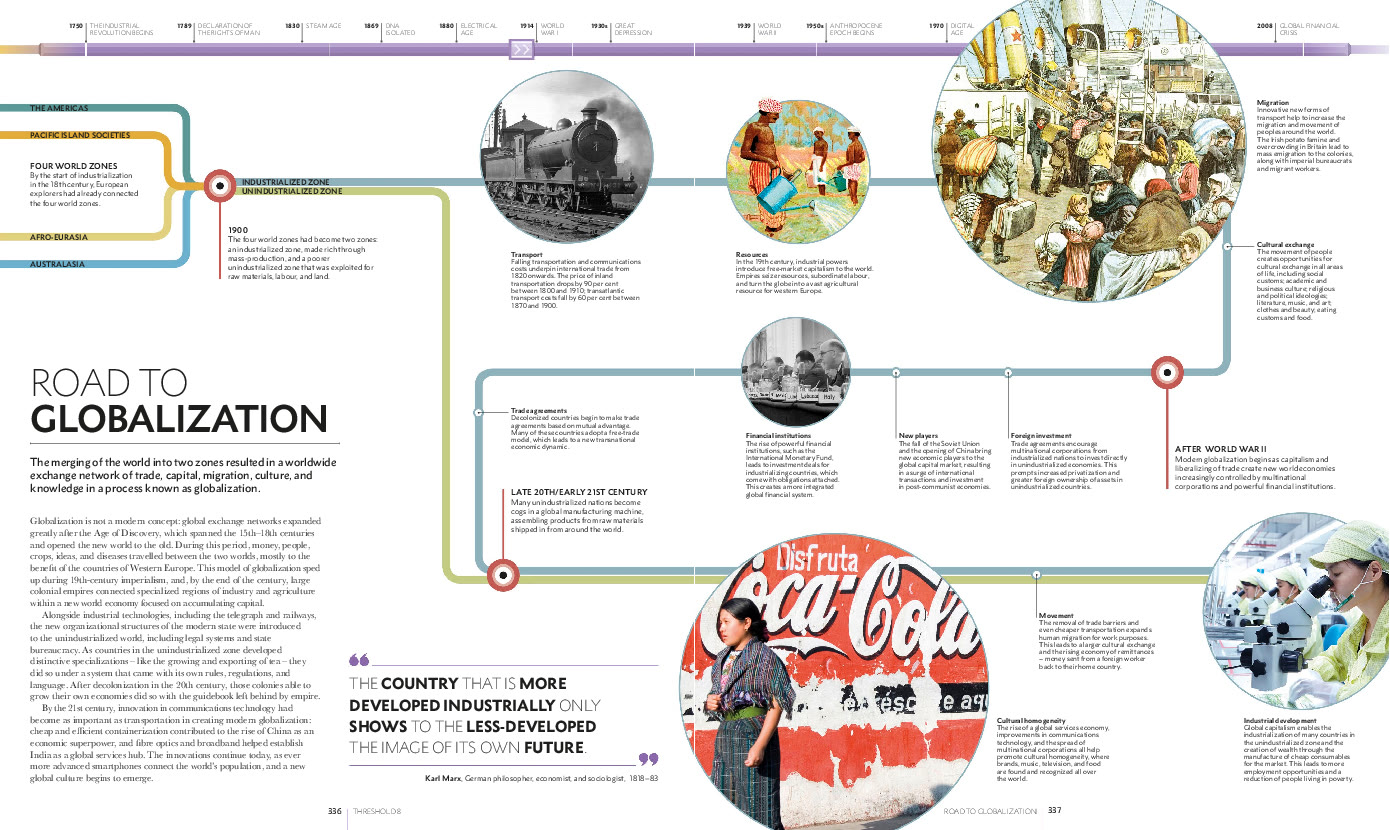 1750 THE INDUSTRIAL
REVOLUTION BEGINS
1789 DECLARATION OF
THE RIGHTS OF MAN
1830 STEAM AGE
1869 DNA
ISOLATED
1880 ELECTRICAL
AGE
1914 WORLD
WAR I
1930s GREAT
DEPRESSION
1939 WORLD
WAR II
1950s ANTHROPOCENE
EPOCH BEGINS
1970 DIGITAL
AGE
2008 GLOBAL FINANCIAL
CRISIS
THE AMERICAS
PACIFIC ISLAND SOCIETIES
FOUR WORLD ZONES
By the start of industrialization
in the 18th century, European
explorers had already connected
the four world zones.
AFRO-EURASIA
AUSTRALASIA
INDUSTRIALIZED ZONE
UNINDUSTRIALIZED ZONE
1900
The four world zones had become two zones:
an industrialized zone, made rich through
mass-production, and a poorer
unindustrialized zone that was exploited for
raw materials, labour, and land.
Transport
Falling transportation and communications
costs underpin international trade from
1820 onwards. The price of inland
transportation drops by 90 per cent
between 1800 and 1910; transatlantic
transport costs fall by 60 per cent between
1870 and 1900.
Resources
In the 19th century, industrial powers
introduce free-market capitalism to the world.
Empires seize resources, subordinate labour,
and turn the globe into a vast agricultural
resource for western Europe.
Migration
Innovative new forms of
transport help to increase the
migration and movement of
peoples around the world.
The Irish potato famine and
overcrowding in Britain lead to
mass emigration to the colonies,
along with imperial bureaucrats
and migrant workers.
Cultural exchange
The movement of people
creates opportunities for
cultural exchange in all areas
of life, including social
customs; academic and
business culture; religious
and political ideologies;
literature, music, and art;
clothes and beauty; eating
customs and food.
ROAD TO
GLOBALIZATION
The merging of the world into two zones resulted in a worldwide
exchange network of trade, capital, migration, culture, and
knowledge in a process known as globalization.
Globalization is not a modern concept: global exchange networks expanded
greatly after the Age of Discovery, which spanned the 15th–18th centuries
and opened the new world to the old. During this period, money, people,
crops, ideas, and diseases travelled between the two worlds, mostly to the
benefit of the countries of Western Europe. This model of globalization sped
up during 19th-century imperialism, and, by the end of the century, large
colonial empires connected specialized regions of industry and agriculture
within a new world economy focused on accumulating capital.
Alongside industrial technologies, including the telegraph and railways,
the new organizational structures of the modern state were introduced
to the unindustrialized world, including legal systems and state
bureaucracy. As countries in the unindustrialized zone developed
distinctive specializations – like the growing and exporting of tea – they
did so under a system that came with its own rules, regulations, and
language. After decolonization in the 20th century, those colonies able to
grow their own economies did so with the guidebook left behind by empire.
By the 21st century, innovation in communications technology had
become as important as transportation in creating modern globalization:
cheap and efficient containerization contributed to the rise of China as an
economic superpower, and fibre optics and broadband helped establish
India as a global services hub. The innovations continue today, as ever
more advanced smartphones connect the world's population, and a new
global culture begins to emerge.
Trade agreements
Decolonized countries begin to make trade
agreements based on mutual advantage.
Many of these countries adopt a free-trade
model, which leads to a new transnational
economic dynamic.
LATE 20TH/EARLY 21ST CENTURY
Many unindustrialized nations become
cogs in a global manufacturing machine,
assembling products from raw materials
shipped in from around the world.
Italy
Financial institutions
The rise of powerful financial
institutions, such as the
International Monetary Fund,
leads to investment deals for
industrializing countries, which
come with obligations attached.
This creates a more integrated
global financial system.
New players
The fall of the Soviet Union
and the opening of China bring
new economic players to the
global capital market, resulting
in a surge of international
transactions and investment
in post-communist economies.
Foreign investment
Trade agreements encourage
multinational corporations from
industrialized nations to invest directly
in unindustrialized economies. This
prompts increased privatization and
greater foreign ownership of assets in
unindustrialized countries.
AFTER WORLD WAR II
Modern globalization begins as capitalism and
liberalizing of trade create new world economies
increasingly controlled by multinational
corporations and powerful financial institutions.
THE COUNTRY THAT IS MORE
DEVELOPED INDUSTRIALLY ONLY
SHOWS TO THE LESS-DEVELOPED
THE IMAGE OF ITS OWN FUTURE.
Karl Marx, German philosopher, economist, and sociologist, 1818–83
Disfruta
Coca-Cola
Movement
The removal of trade barriers and
even cheaper transportation expands
human migration for work purposes.
This leads to a larger cultural exchange
and the rising economy of remittances
– money sent from a foreign worker
back to their home country.
Cultural homogeneity
The rise of a global services economy,
improvements in communications
technology, and the spread of
multinational corporations all help
promote cultural homogeneity, where
brands, music, television, and food
are found and recognized all over
the world.
Industrial development
Global capitalism enables the
industrialization of many countries in
the unindustrialized zone and the
creation of wealth through the
manufacture of cheap consumables
for the market. This leads to more
employment opportunities and a
reduction of people living in poverty.
336 THRESHOLD 8
ROAD TO GLOBALIZATION 337